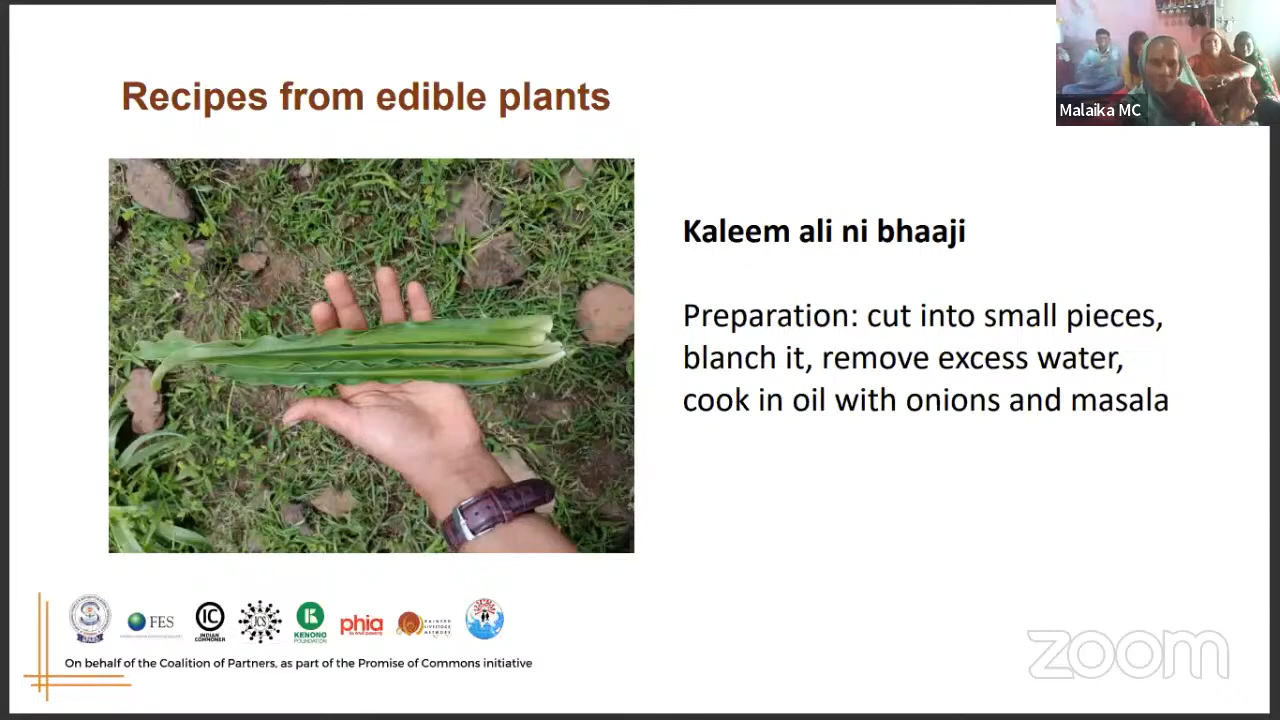 Recipes from edible plants
Malaika MC
Kaleem ali ni bhaaji
Preparation: cut into small pieces,
blanch it, remove excess water,
cook in oil with onions and masala
FES
IC
INDIAN
COMMONER
JCS
K
KENONO
FOUNDATION
phia
RAINFED
LIVESTOCK
NETWORK
On behalf of the Coalition of Partners, as part of the Promise of Commons initiative
zoom